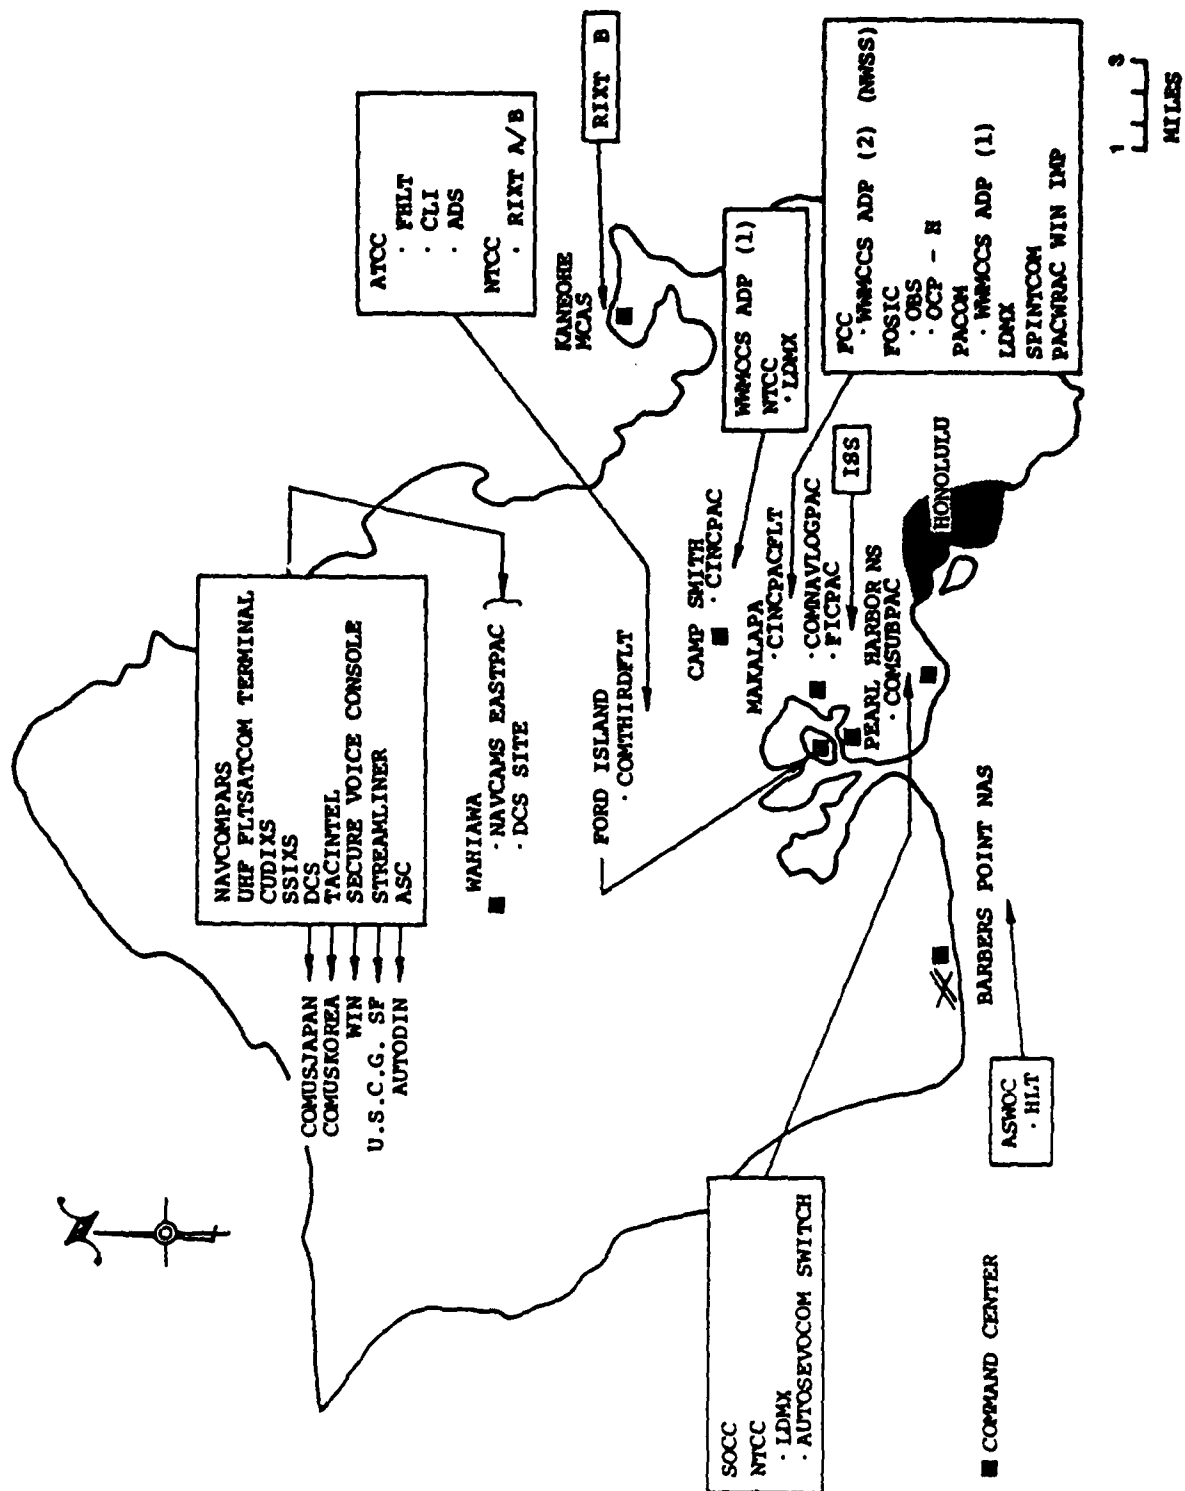 NAVCOMPARS
UHF FLTSATCOM TERMINAL
CUDIXS
SSIXS
DCS
TACINTEL
SECURE VOICE CONSOLE
STREAMLINER
ASC
COMUSJAPAN
COMUSKOREA
WIN
U.S.C.G. SF
AUTODIN
N
ATCC
· FHLT
· CLI
· ADS
NTCC
· RIXT A/B
RIXT B
KANEOHE
MCAS
WAHIAWA
· NAVCAMS EASTPAC
· DCS SITE
FORD ISLAND
· COMTHIRDFLT
CAMP SMITH
· CINCPAC
WWMCCS ADP (1)
NTCC
· LDMX
MAKALAPA
· CINCPACFLT
· COMNAVLOGPAC
· FICPAC
ISS
PEARL HARBOR NS
· COMSUBPAC
HONOLULU
FCC
· WWMCCS ADP (2) (NWSS)
FOSIC
· OBS
· OCP - H
PACOM
· WWMCCS ADP (1)
LDMX
SPINTCOM
PACWRAC WIN IMP
SOCC
NTCC
· LDMX
· AUTOSEVOCOM SWITCH
BARBERS POINT NAS
ASWOC
· HLT
COMMAND CENTER
1 3
MILES